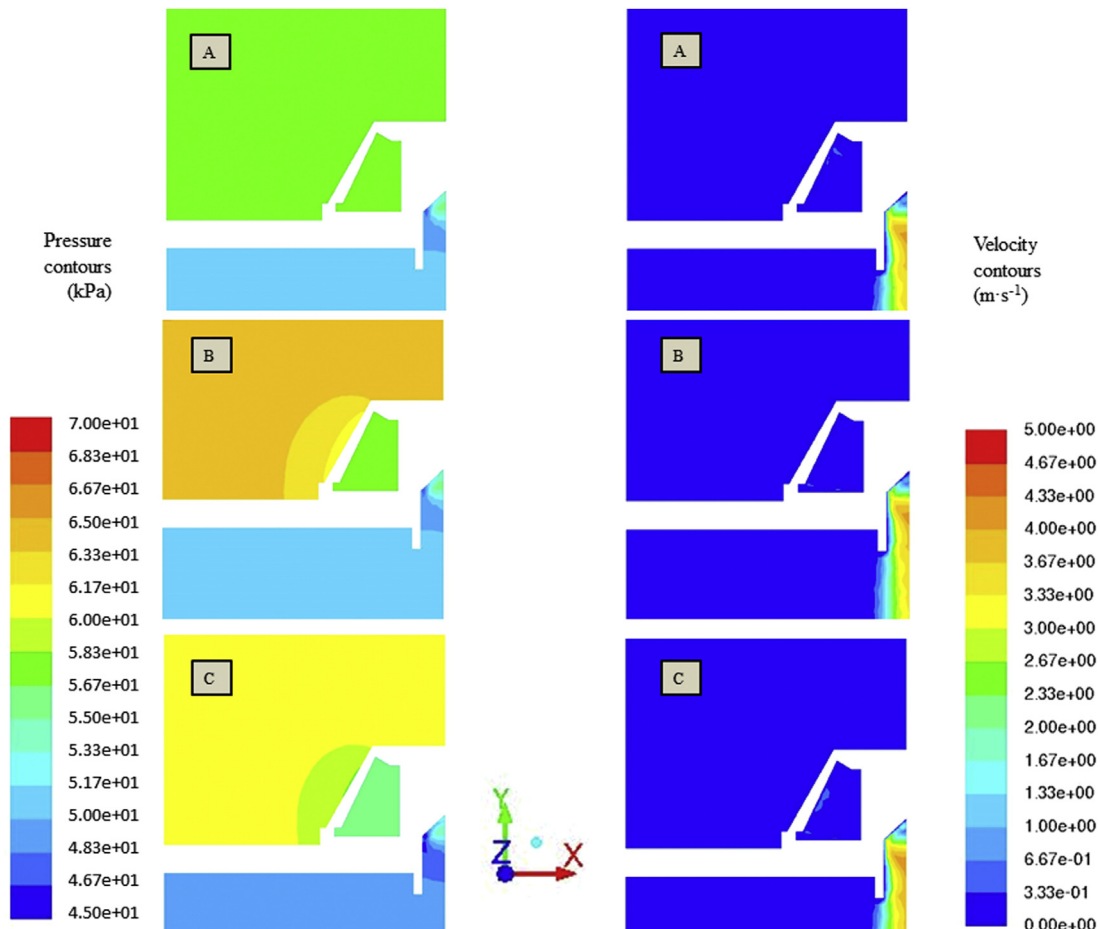 A
A
Pressure
contours
(kPa)
Velocity
contours
(m·s-1)
B
B
7.00e+01
6.83e+01
6.67e+01
6.50e+01
6.33e+01
6.17e+01
6.00e+01
5.83e+01
5.67e+01
5.50e+01
5.33e+01
5.17e+01
5.00e+01
4.83e+01
4.67e+01
4.50e+01
5.00e+00
4.67e+00
4.33e+00
4.00e+00
3.67e+00
3.33e+00
3.00e+00
2.67e+00
2.33e+00
2.00e+00
1.67e+00
1.33e+00
1.00e+00
6.67e-01
3.33e-01
0.00e+00
C
C
Y
Z
X